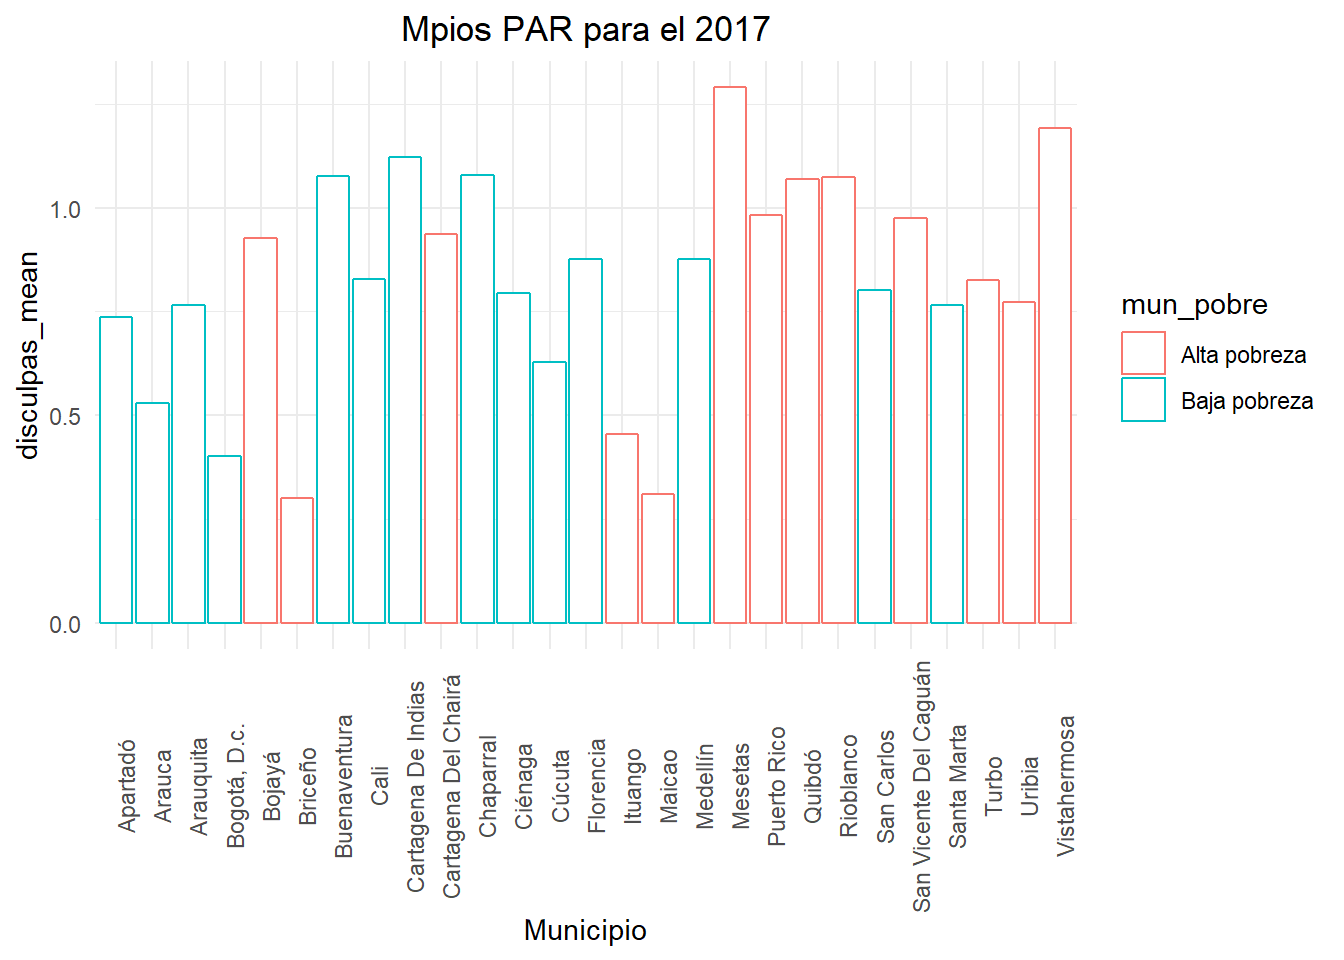 Mpios PAR para el 2017
disculpas_mean
1.0
0.5
0.0
Apartadó
Arauca
Arauquita
Bogotá, D.c.
Bojayá
Briceño
Buenaventura
Cali
Cartagena De Indias
Cartagena Del Chairá
Chaparral
Ciénaga
Cúcuta
Florencia
Ituango
Maicao
Medellín
Mesetas
Puerto Rico
Quibdó
Rioblanco
San Carlos
San Vicente Del Caguán
Santa Marta
Turbo
Uribia
Vistahermosa
Municipio
mun_pobre
Alta pobreza
Baja pobreza